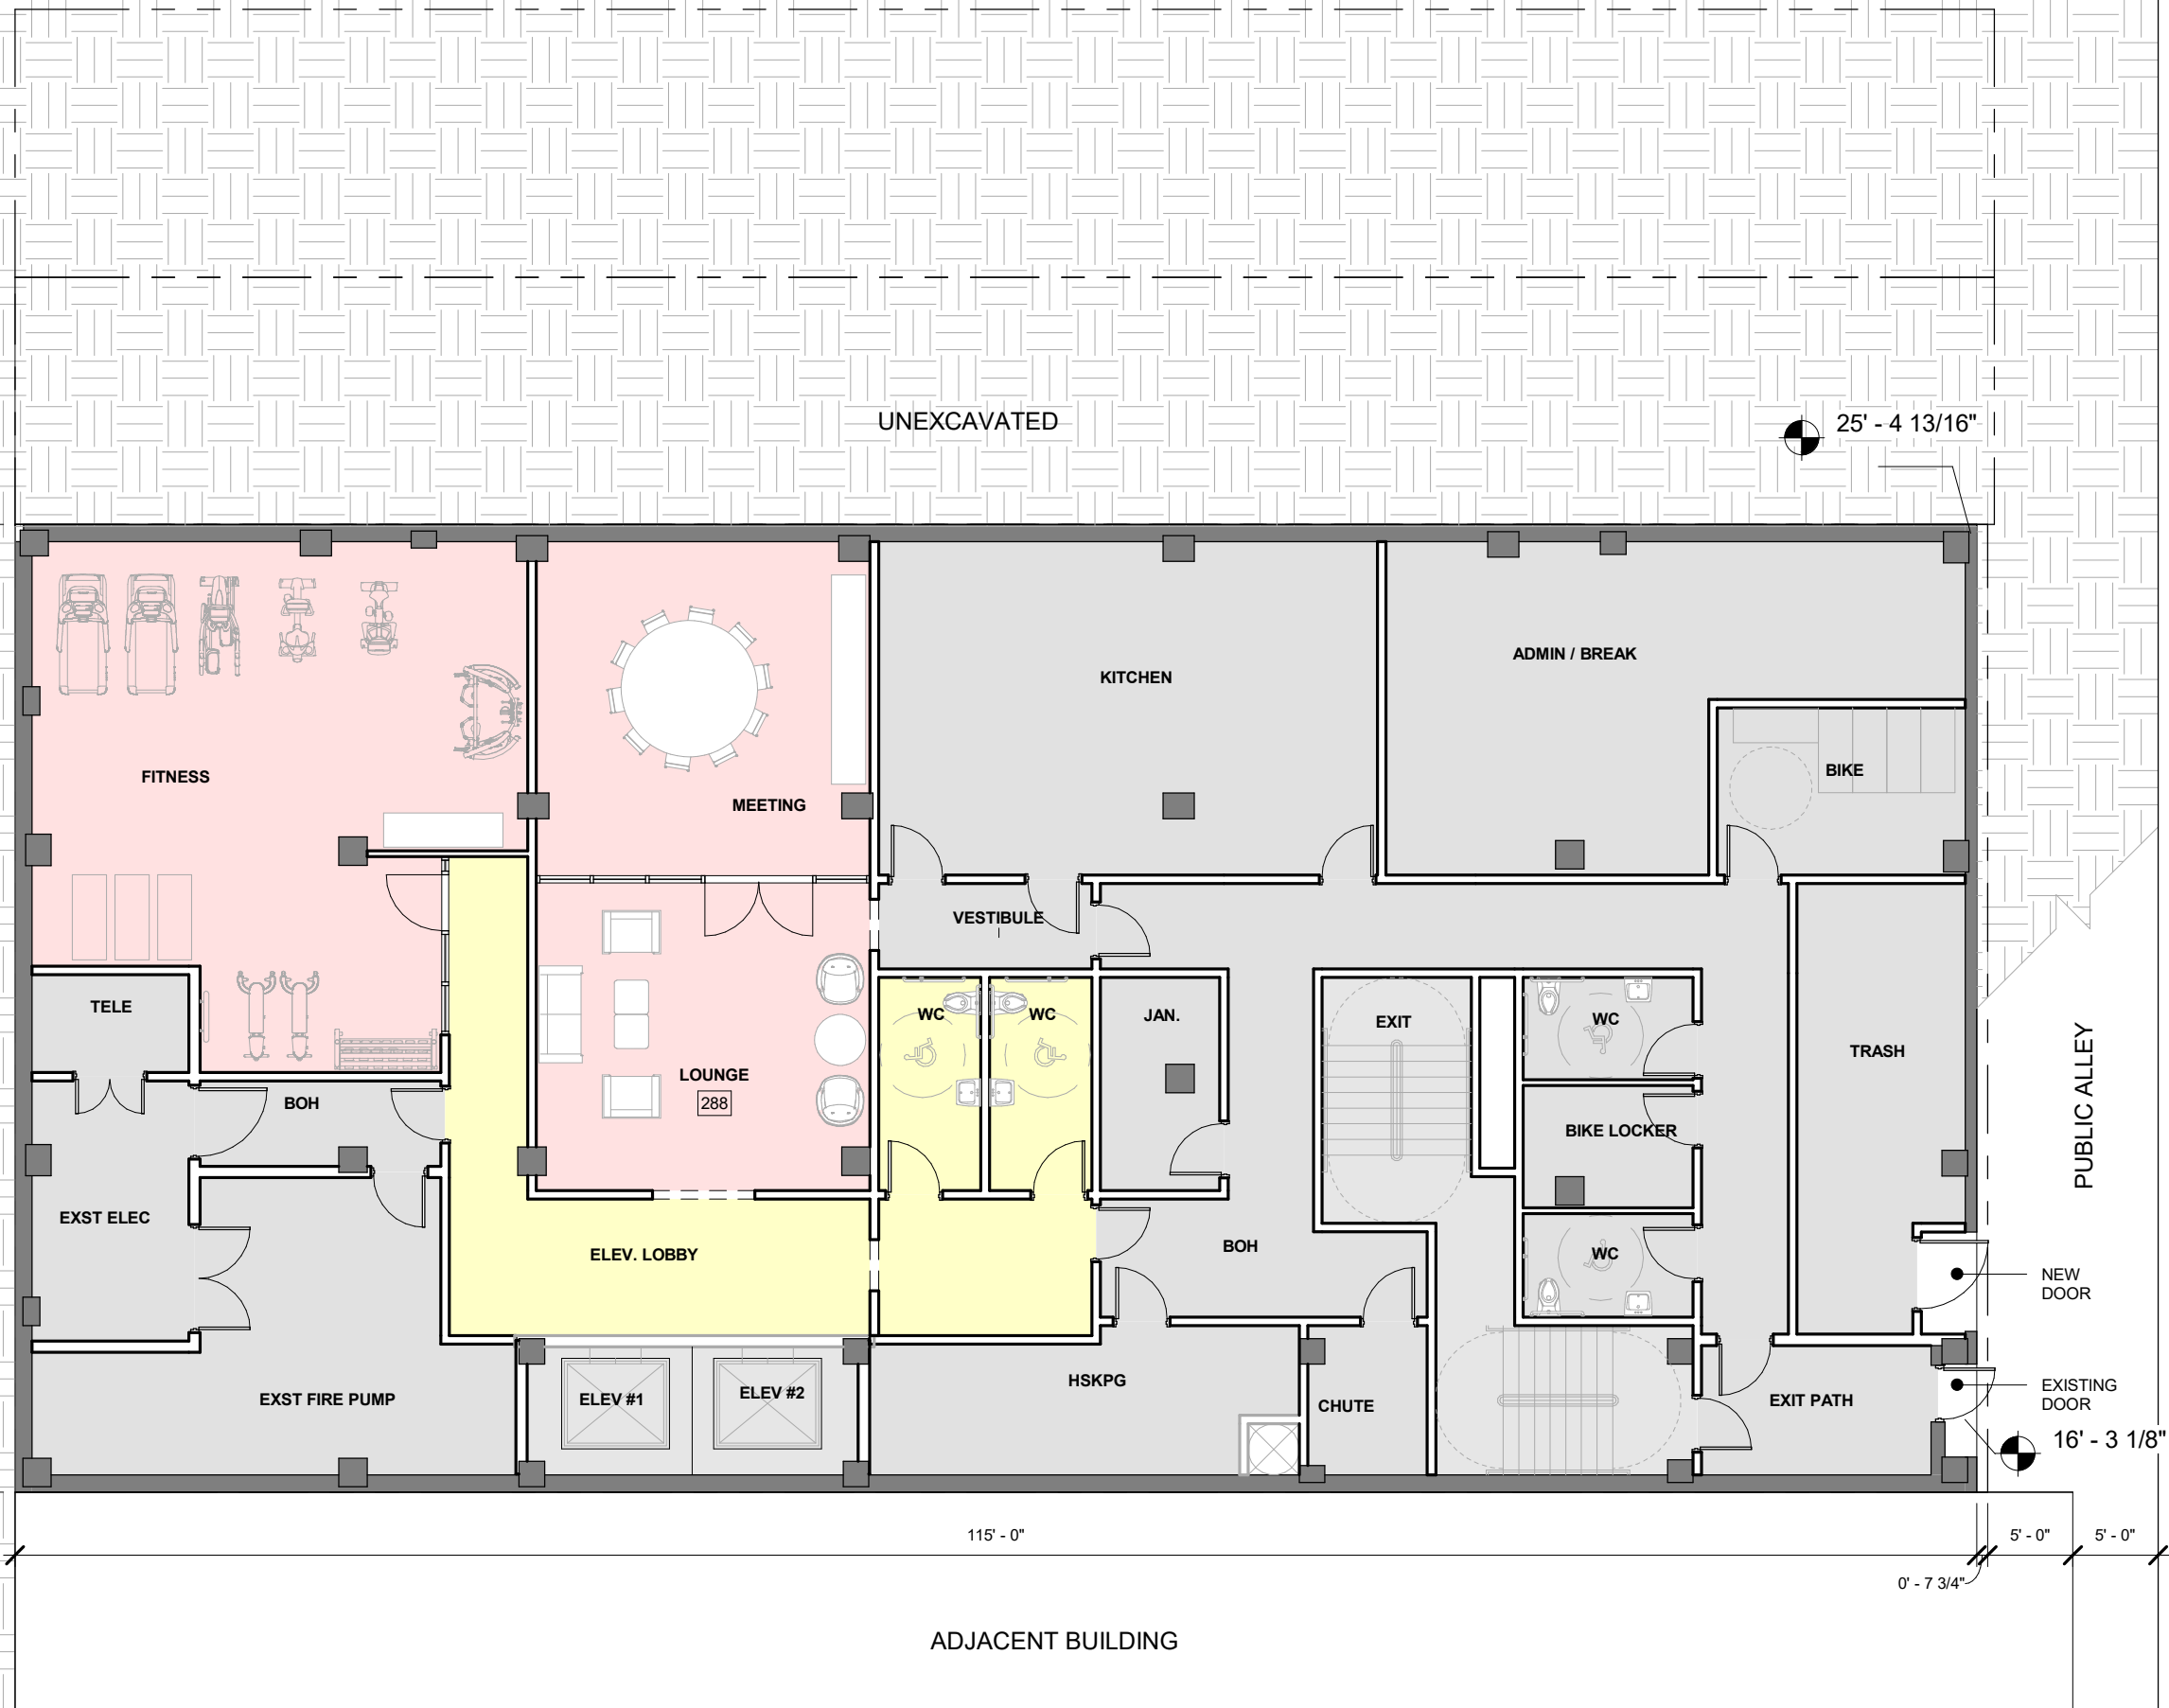 UNEXCAVATED
25' - 4 13/16"
ADMIN / BREAK
KITCHEN
BIKE
FITNESS
MEETING
VESTIBULE
TELE
WC
WC
JAN.
EXIT
WC
TRASH
PUBLIC ALLEY
LOUNGE
288
BOH
BIKE LOCKER
EXST ELEC
ELEV. LOBBY
BOH
WC
NEW
DOOR
EXST FIRE PUMP
ELEV #1
ELEV #2
HSKPG
CHUTE
EXIT PATH
EXISTING
DOOR
16' - 3 1/8"
115' - 0"
5' - 0"
5' - 0"
0' - 7 3/4"
ADJACENT BUILDING